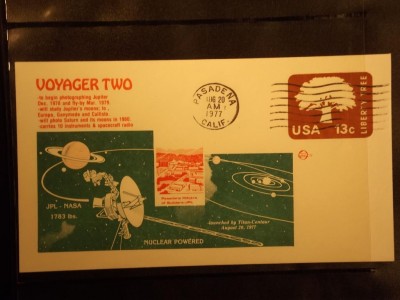 VOYAGER TWO
-to begin photographing Jupiter
Dec. 1978 and fly-by Mar. 1979
-will study Jupiter's moons, Io,
Europa, Ganymede and Callisto.
-will photo Saturn and its moons in 1980.
-carries 10 instruments & spacecraft radio
PASADENA
AUG 20
AM
1977
CALIF.
USA 13c
LIBERTY TREE
JPL - NASA
1783 lbs.
launched by Titan-Centaur
August 20, 1977
NUCLEAR POWERED